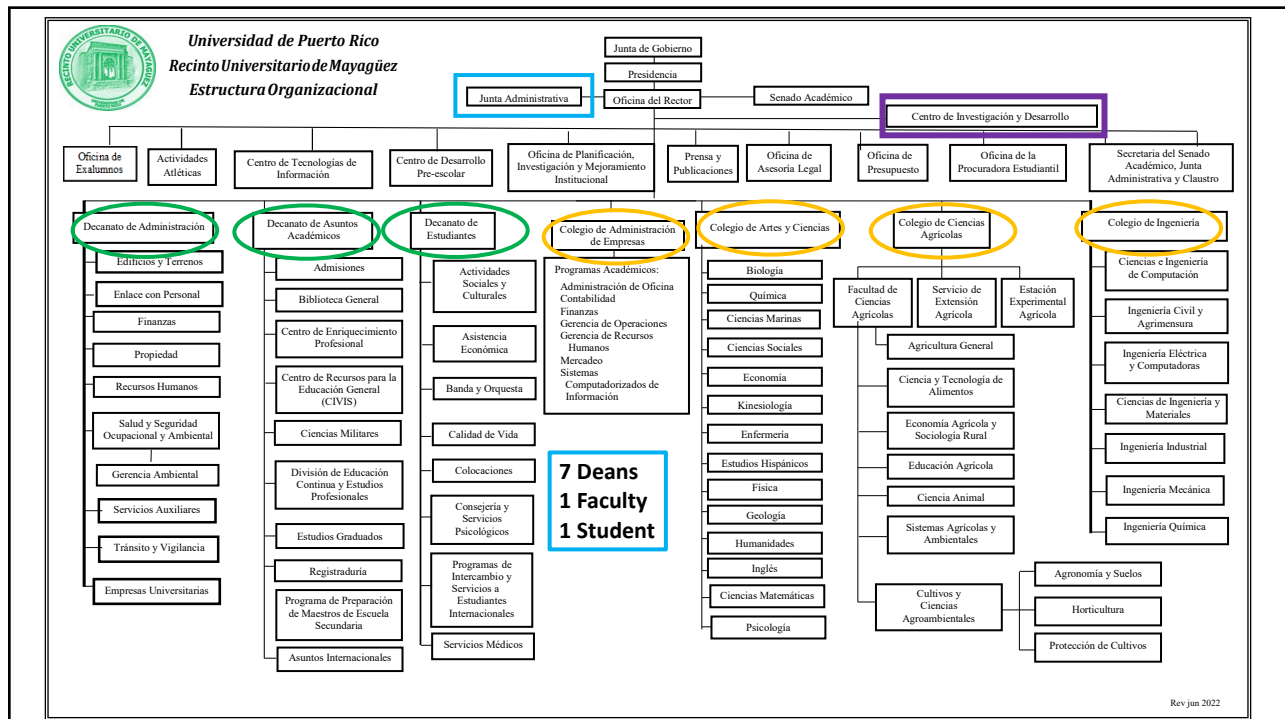 RECINTO UNIVERSITARIO DE MAYAGÜEZ
Universidad de Puerto Rico
Recinto Universitario de Mayagüez
Estructura Organizacional
Junta de Gobierno
Presidencia
Junta Administrativa
Oficina del Rector
Senado Académico
Centro de Investigación y Desarrollo
Oficina de
Exalumnos
Actividades
Atléticas
Centro de Tecnologías de
Información
Centro de Desarrollo
Pre-escolar
Oficina de Planificación,
Investigación y Mejoramiento
Institucional
Prensa y
Publicaciones
Oficina de
Asesoría Legal
Oficina de
Presupuesto
Oficina de la
Procuradora Estudiantil
Secretaria del Senado
Académico, Junta
Administrativa y Claustro
Decanato de Administración
Edificios y Terrenos
Enlace con Personal
Finanzas
Propiedad
Recursos Humanos
Salud y Seguridad
Ocupacional y Ambiental
Gerencia Ambiental
Servicios Auxiliares
Tránsito y Vigilancia
Empresas Universitarias
Decanato de Asuntos
Académicos
Admisiones
Biblioteca General
Centro de Enriquecimiento
Profesional
Centro de Recursos para la
Educación General
(CIVIS)
Ciencias Militares
División de Educación
Continua y Estudios
Profesionales
Estudios Graduados
Registraduría
Programa de Preparación
de Maestros de Escuela
Secundaria
Asuntos Internacionales
Decanato de
Estudiantes
Actividades
Sociales y
Culturales
Asistencia
Económica
Banda y Orquesta
Calidad de Vida
Colocaciones
Consejería y
Servicios
Psicológicos
Programas de
Intercambio y
Servicios a
Estudiantes
Internacionales
Servicios Médicos
Colegio de Administración
de Empresas
Programas Académicos:
Administración de Oficina
Contabilidad
Finanzas
Gerencia de Operaciones
Gerencia de Recursos
Humanos
Mercadeo
Sistemas
Computadorizados de
Información
7 Deans
1 Faculty
1 Student
Colegio de Artes y Ciencias
Biología
Química
Ciencias Marinas
Ciencias Sociales
Economía
Kinesiología
Enfermería
Estudios Hispánicos
Física
Geología
Humanidades
Inglés
Ciencias Matemáticas
Psicología
Colegio de Ciencias
Agrícolas
Facultad de
Ciencias
Agrícolas
Servicio de
Extensión
Agrícola
Estación
Experimental
Agrícola
Agricultura General
Ciencia y Tecnología de
Alimentos
Economía Agrícola y
Sociología Rural
Educación Agrícola
Ciencia Animal
Sistemas Agrícolas y
Ambientales
Cultivos y
Ciencias
Agroambientales
Agronomía y Suelos
Horticultura
Protección de Cultivos
Colegio de Ingeniería
Ciencias e Ingeniería
de Computación
Ingeniería Civil y
Agrimensura
Ingeniería Eléctrica
y Computadoras
Ciencias de Ingeniería y
Materiales
Ingeniería Industrial
Ingeniería Mecánica
Ingeniería Química
Rev jun 2022